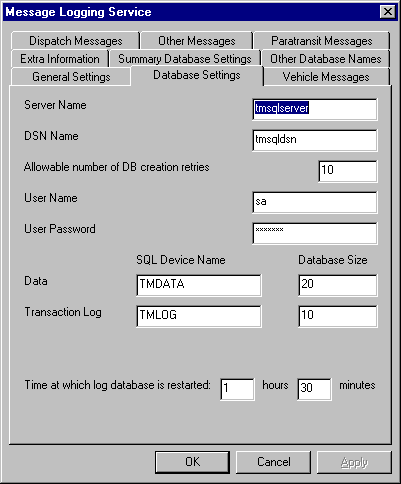 Message Logging Service
Dispatch Messages Other Messages Paratransit Messages
Extra Information Summary Database Settings Other Database Names
General Settings Database Settings Vehicle Messages
Server Name tmsqlserver
DSN Name tmsqldsn
Allowable number of DB creation retries 10
User Name sa
User Password *******
SQL Device Name Database Size
Data TMDATA 20
Transaction Log TMLOG 10
Time at which log database is restarted: 1 hours 30 minutes
OK Cancel Apply